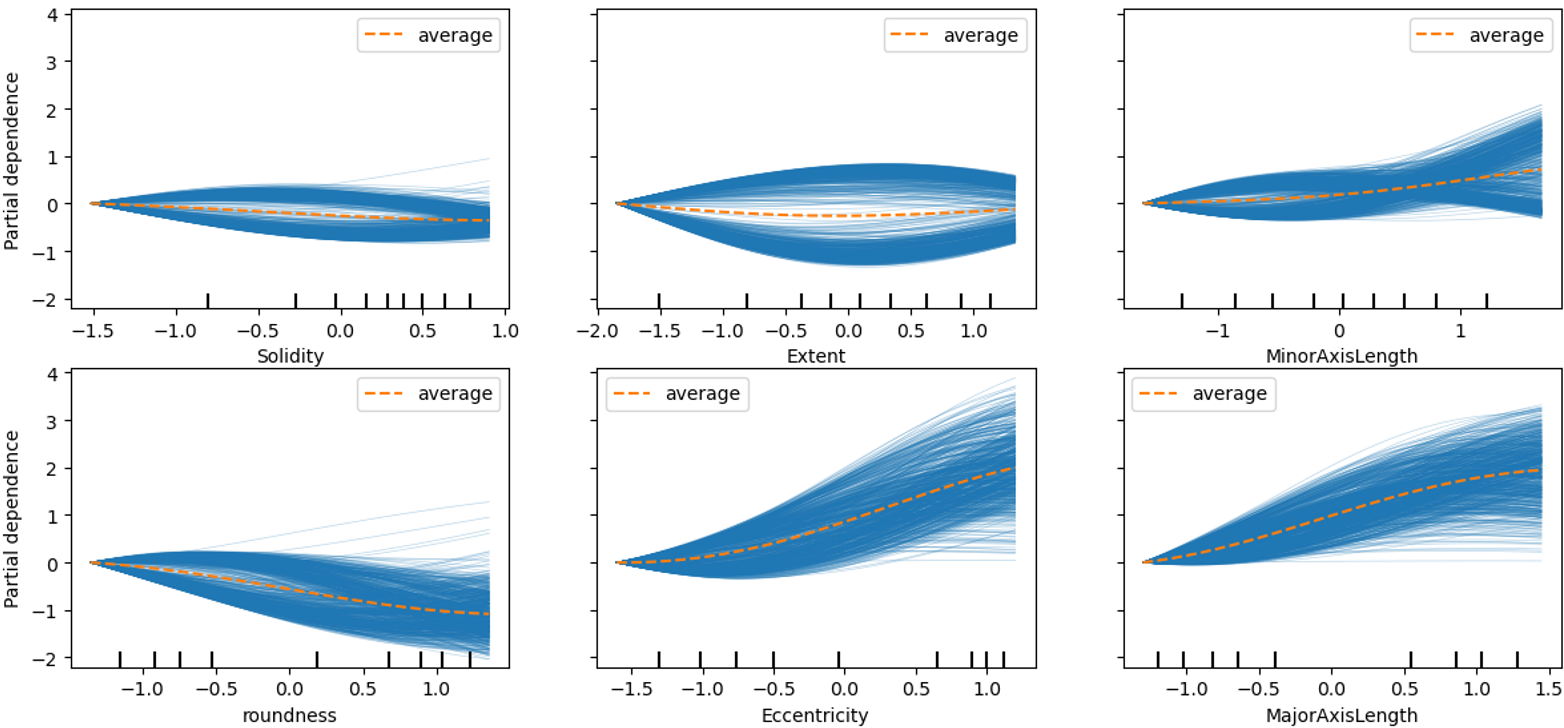 average average average
4
3
2
1
0
−1
−2
Partial dependence
−1.5 −1.0 −0.5 0.0 0.5 1.0 −2.0 −1.5 −1.0 −0.5 0.0 0.5 1.0 −1 0 1
Solidity Extent MinorAxisLength
average average average
4
3
2
1
0
−1
−2
Partial dependence
−1.0 −0.5 0.0 0.5 1.0 −1.5 −1.0 −0.5 0.0 0.5 1.0 −1.0 −0.5 0.0 0.5 1.0 1.5
roundness Eccentricity MajorAxisLength